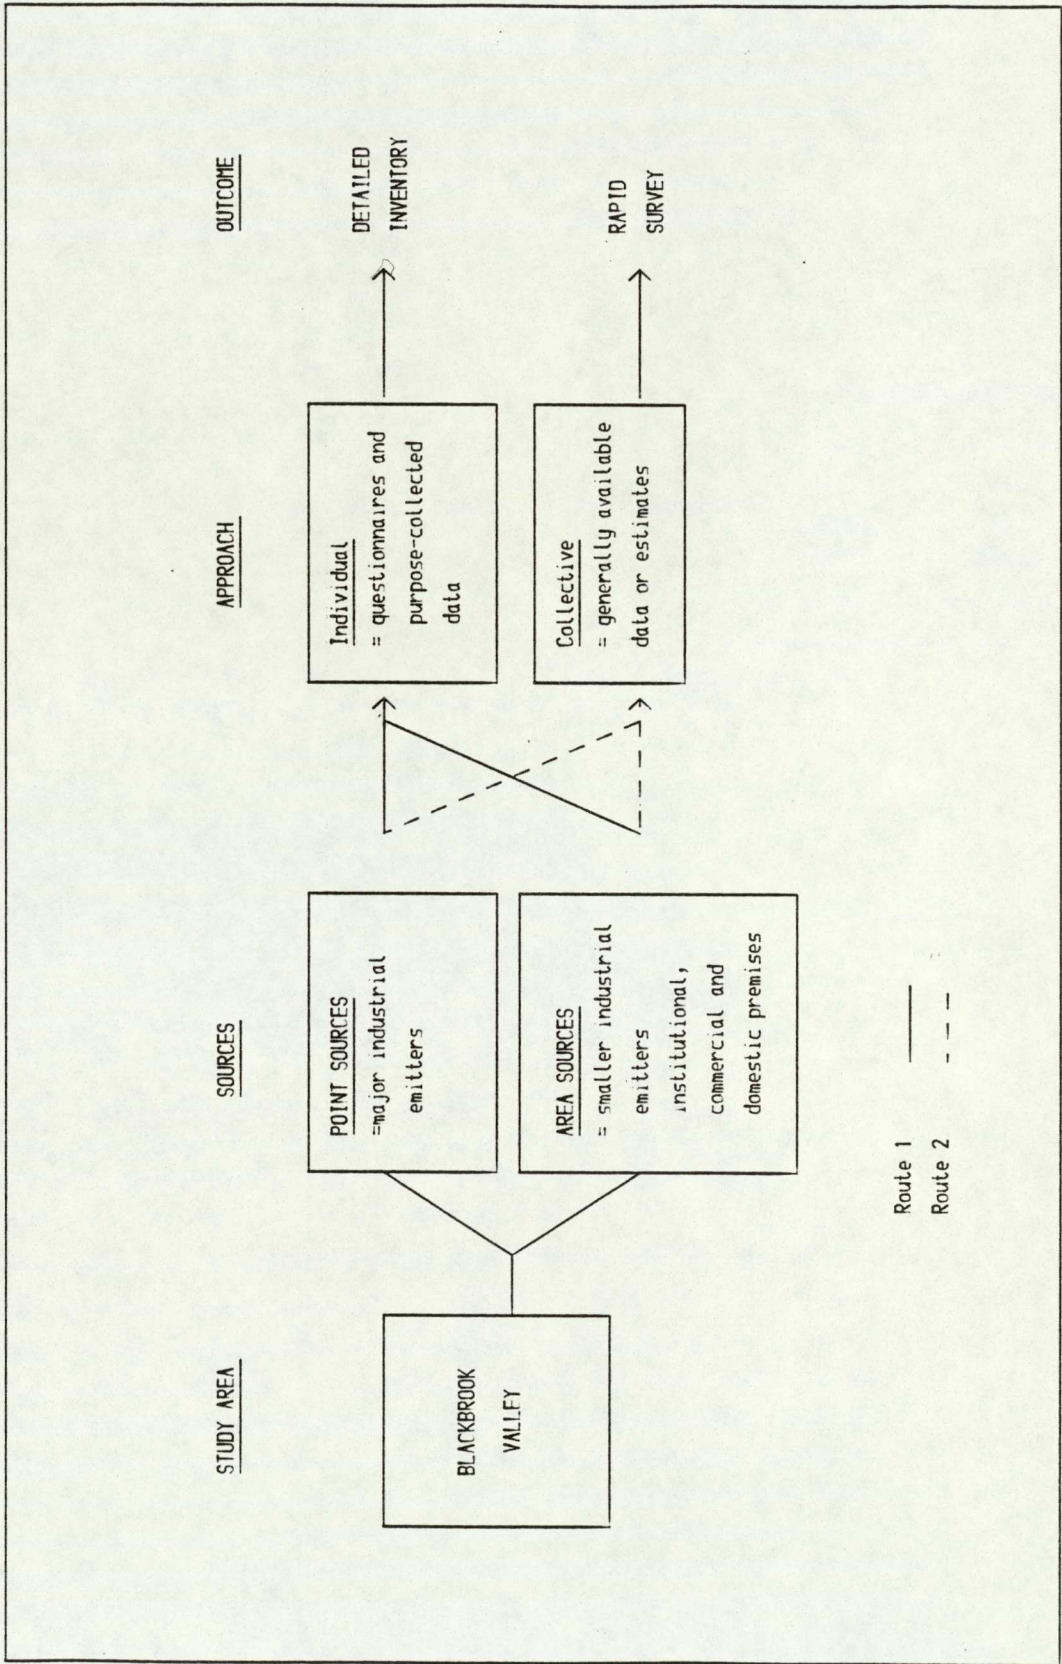 STUDY AREA
SOURCES
APPROACH
OUTCOME
BLACKBROOK
VALLEY
POINT SOURCES
=major industrial
emitters
AREA SOURCES
= smaller industrial
emitters
institutional,
commercial and
domestic premises
Individual
= questionnaires and
purpose-collected
data
Collective
= generally available
data or estimates
DETAILED
INVENTORY
RAPID
SURVEY
Route 1
Route 2